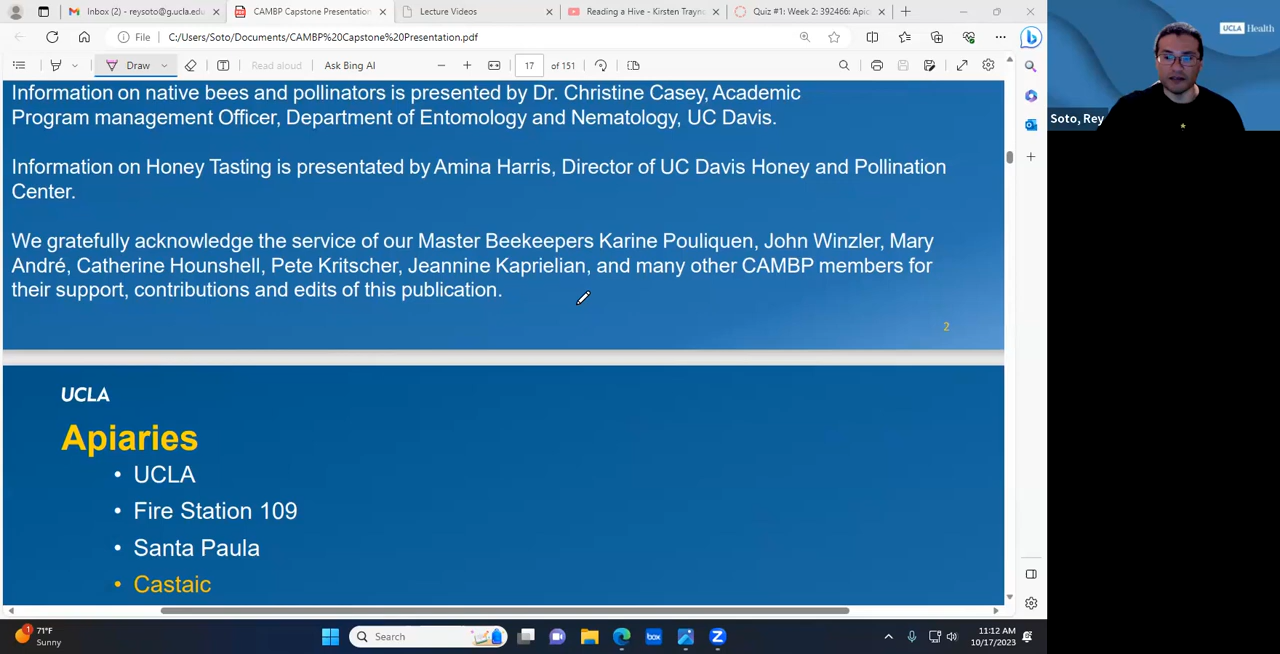 Inbox (2) - reysoto@g.ucla.edu
CAMBP Capstone Presentation
Lecture Videos
Reading a Hive - Kirsten Trayno
Quiz #1: Week 2: 392466: Apic
File
C:/Users/Soto/Documents/CAMBP%20Capstone%20Presentation.pdf
Draw
Read aloud
Ask Bing AI
17
of 151
UCLA Health
Soto, Rey
Information on native bees and pollinators is presented by Dr. Christine Casey, Academic
Program management Officer, Department of Entomology and Nematology, UC Davis.
Information on Honey Tasting is presentated by Amina Harris, Director of UC Davis Honey and Pollination
Center.
We gratefully acknowledge the service of our Master Beekeepers Karine Pouliquen, John Winzler, Mary
André, Catherine Hounshell, Pete Kritscher, Jeannine Kaprielian, and many other CAMBP members for
their support, contributions and edits of this publication.
2
UCLA
Apiaries
• UCLA
• Fire Station 109
• Santa Paula
• Castaic
1
71°F
Sunny
Search
box
11:12 AM
10/17/2023